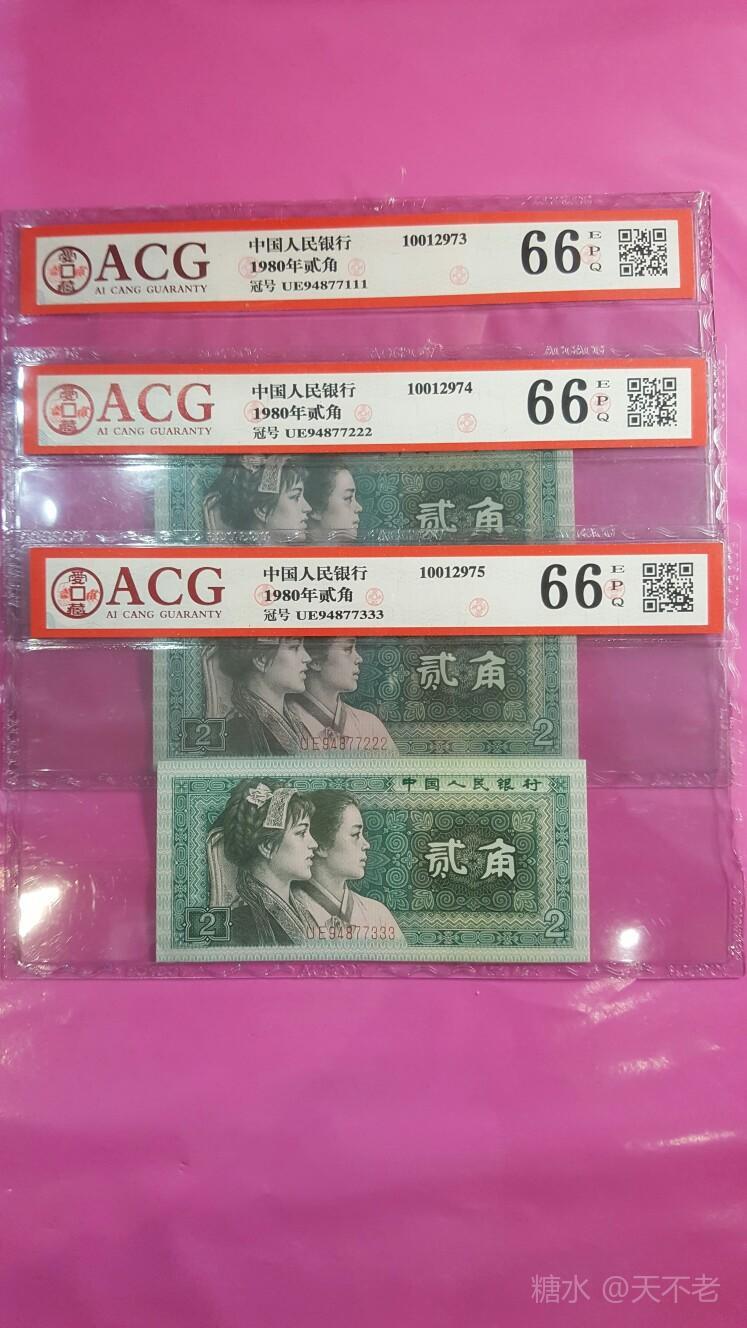 ACG
AI CANG GUARANTY
中国人民银行 10012973
1980年贰角
冠号 UE94877111
66
EPQ
ACG
AI CANG GUARANTY
中国人民银行 10012974
1980年贰角
冠号 UE94877222
66
EPQ
贰角
ACG
AI CANG GUARANTY
中国人民银行 10012975
1980年贰角
冠号 UE94877333
66
EPQ
贰角
2 UE94877222 2
中国人民银行
贰角
2 UE94877333 2
糖水 @天不老